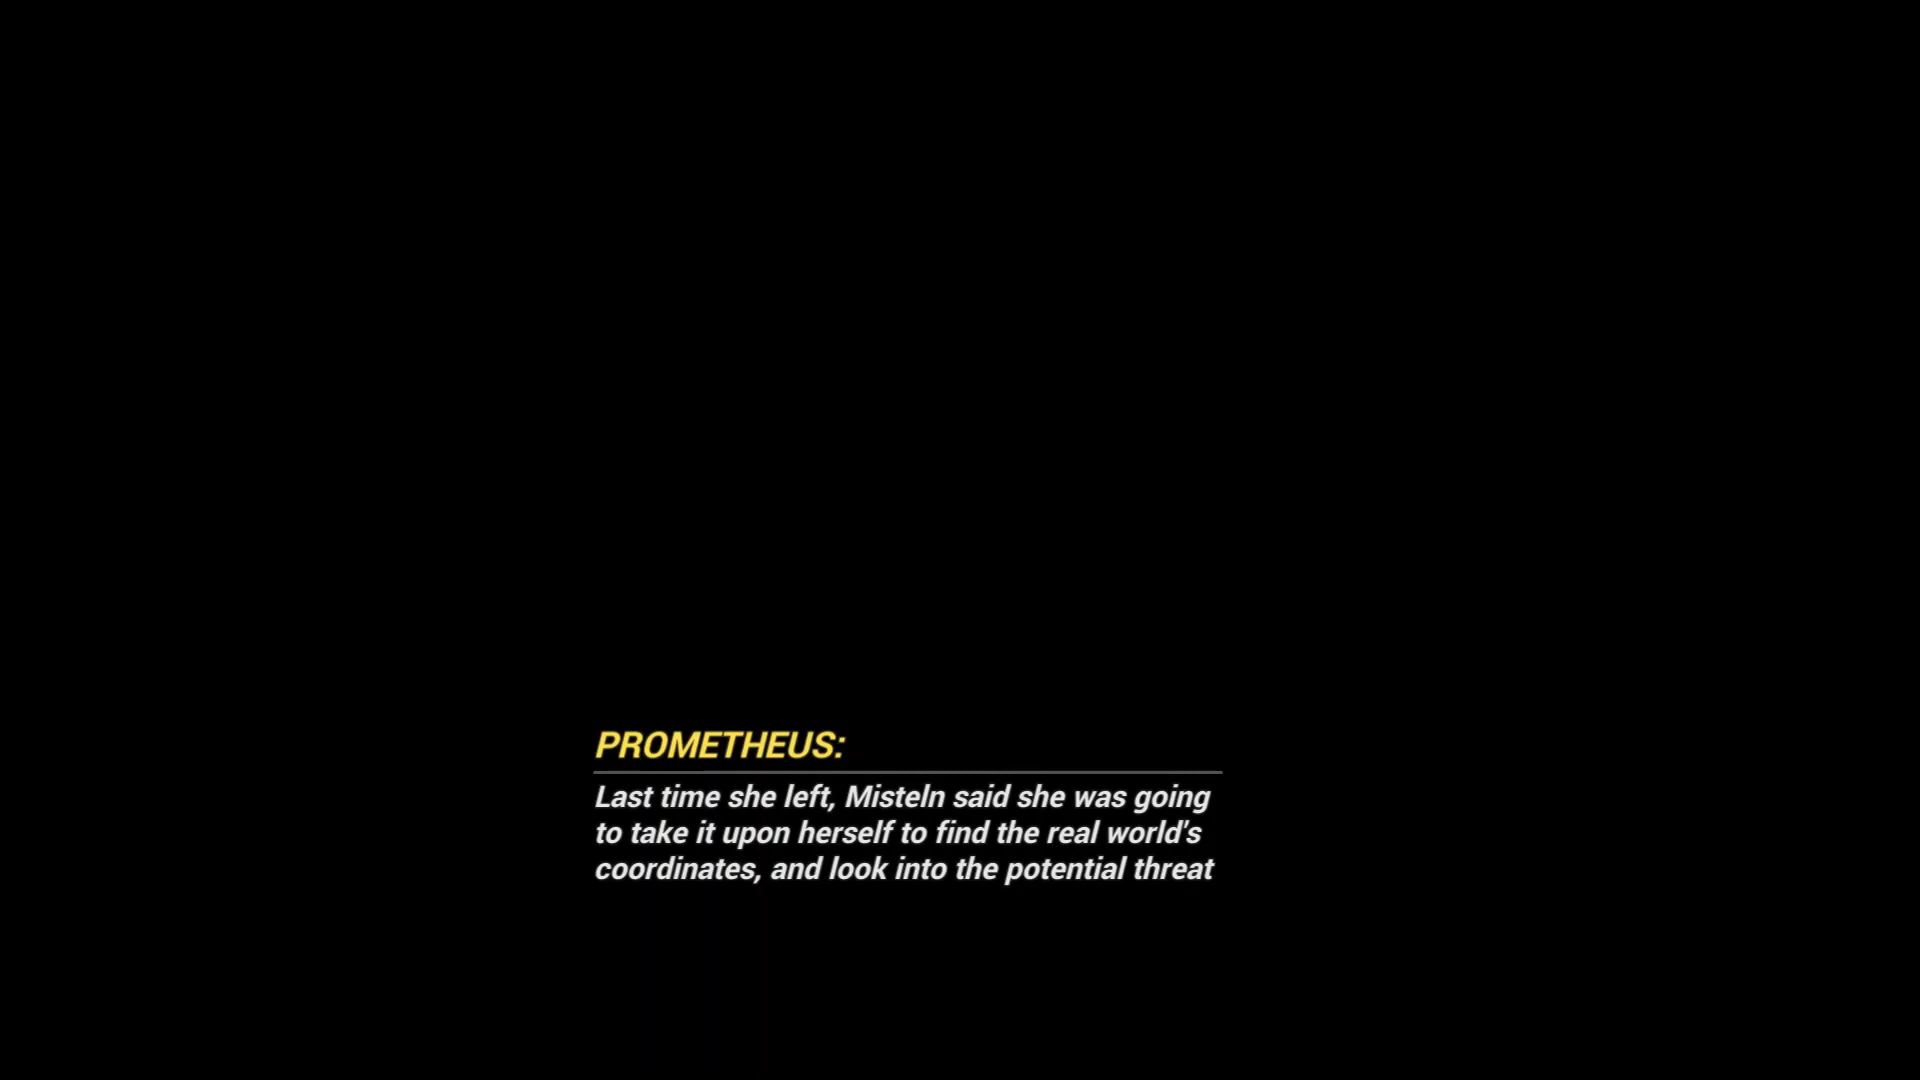 PROMETHEUS:
Last time she left, Misteln said she was going
to take it upon herself to find the real world's
coordinates, and look into the potential threat